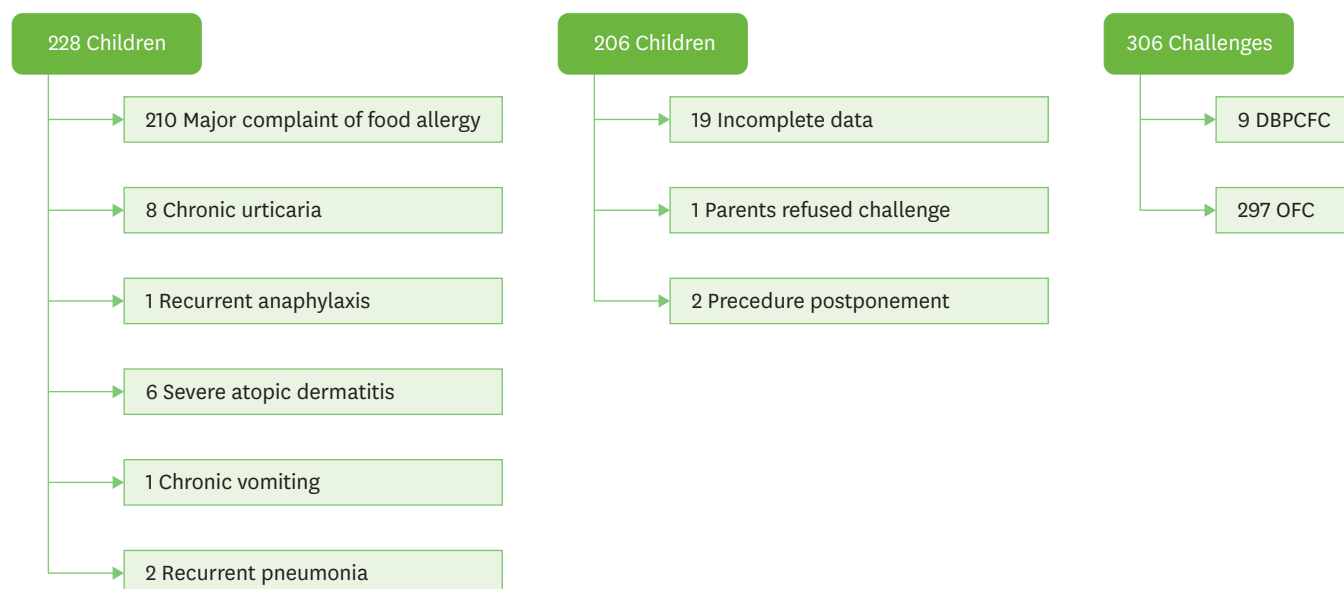 228 Children
210 Major complaint of food allergy
8 Chronic urticaria
1 Recurrent anaphylaxis
6 Severe atopic dermatitis
1 Chronic vomiting
2 Recurrent pneumonia
206 Children
19 Incomplete data
1 Parents refused challenge
2 Precedure postponement
306 Challenges
9 DBPCFC
297 OFC